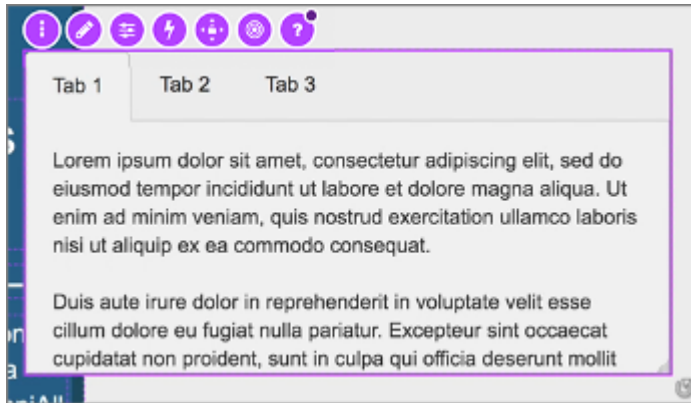 ?
Tab 1 Tab 2 Tab 3
Lorem ipsum dolor sit amet, consectetur adipiscing elit, sed do
eiusmod tempor incididunt ut labore et dolore magna aliqua. Ut
enim ad minim veniam, quis nostrud exercitation ullamco laboris
nisi ut aliquip ex ea commodo consequat.
Duis aute irure dolor in reprehenderit in voluptate velit esse
cillum dolore eu fugiat nulla pariatur. Excepteur sint occaecat
cupidatat non proident, sunt in culpa qui officia deserunt mollit